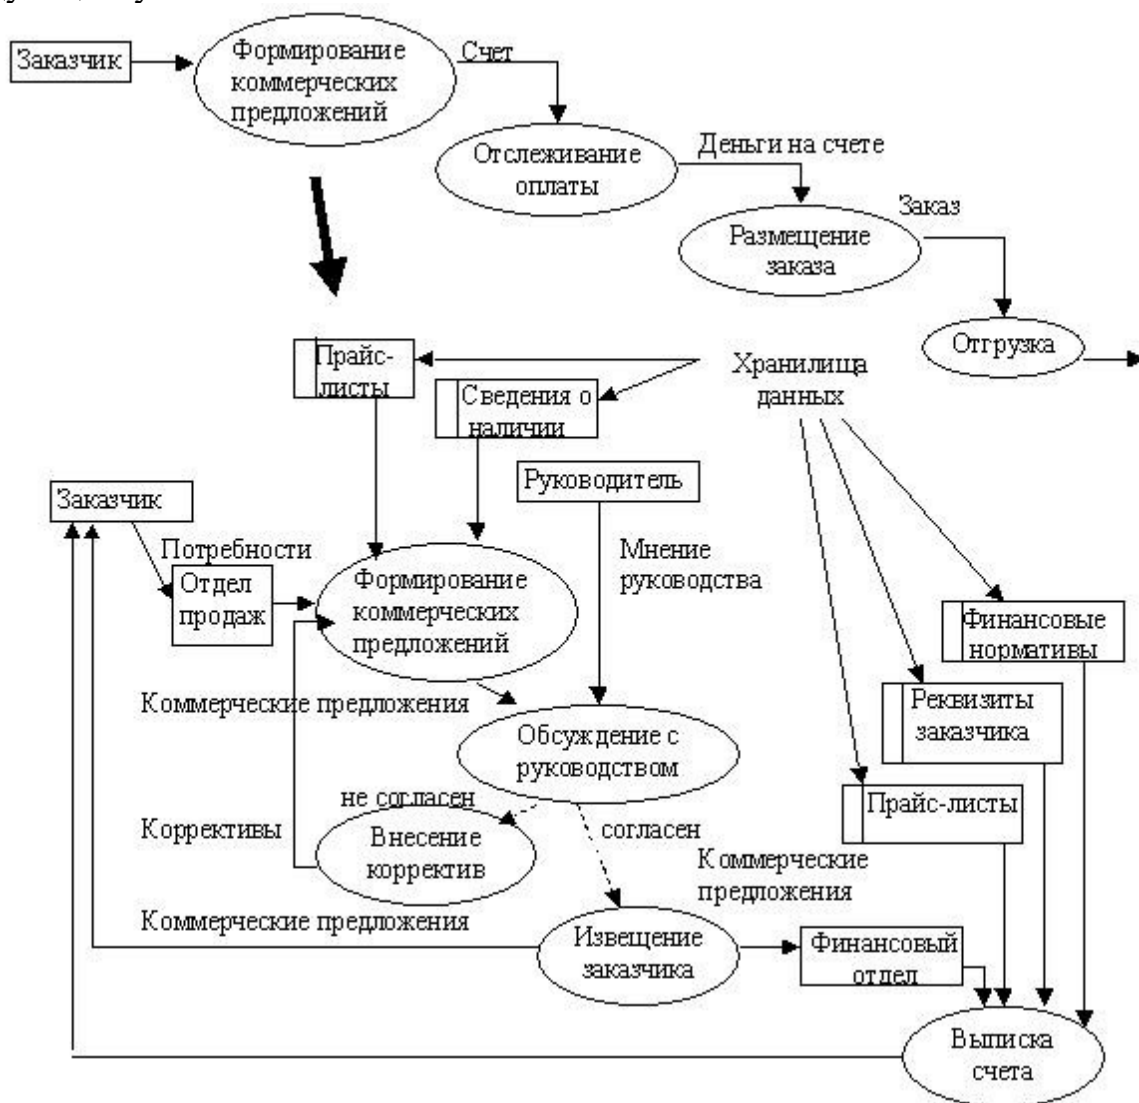 Заказчик
Формирование
коммерческих
предложений
Счет
Отслеживание
оплаты
Деньги на счете
Размещение
заказа
Заказ
Отгрузка
Прайс-
листы
Сведения о
наличии
Хранилища
данных
Заказчик
Руководитель
Потребности
Отдел
продаж
Формирование
коммерческих
предложений
Мнение
руководства
Финансовые
нормативы
Коммерческие предложения
Реквизиты
заказчика
Обсуждение с
руководством
Прайс-листы
не согласен
согласен
Коррективы
Внесение
корректив
Коммерческие
предложения
Коммерческие предложения
Извещение
заказчика
Финансовый
отдел
Выписка
счета